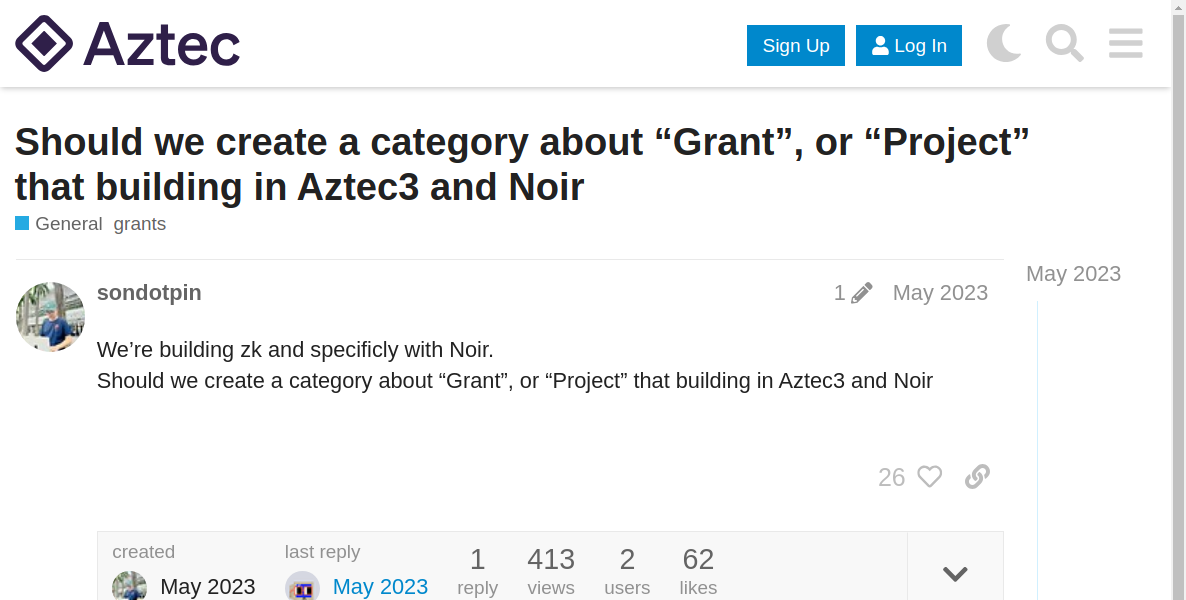 Aztec
Sign Up
Log In
Should we create a category about “Grant”, or “Project”
that building in Aztec3 and Noir
General grants
May 2023
sondotpin
1
May 2023
We’re building zk and specificly with Noir.
Should we create a category about “Grant”, or “Project” that building in Aztec3 and Noir
26
created
May 2023
last reply
May 2023
1
reply
413
views
2
users
62
likes